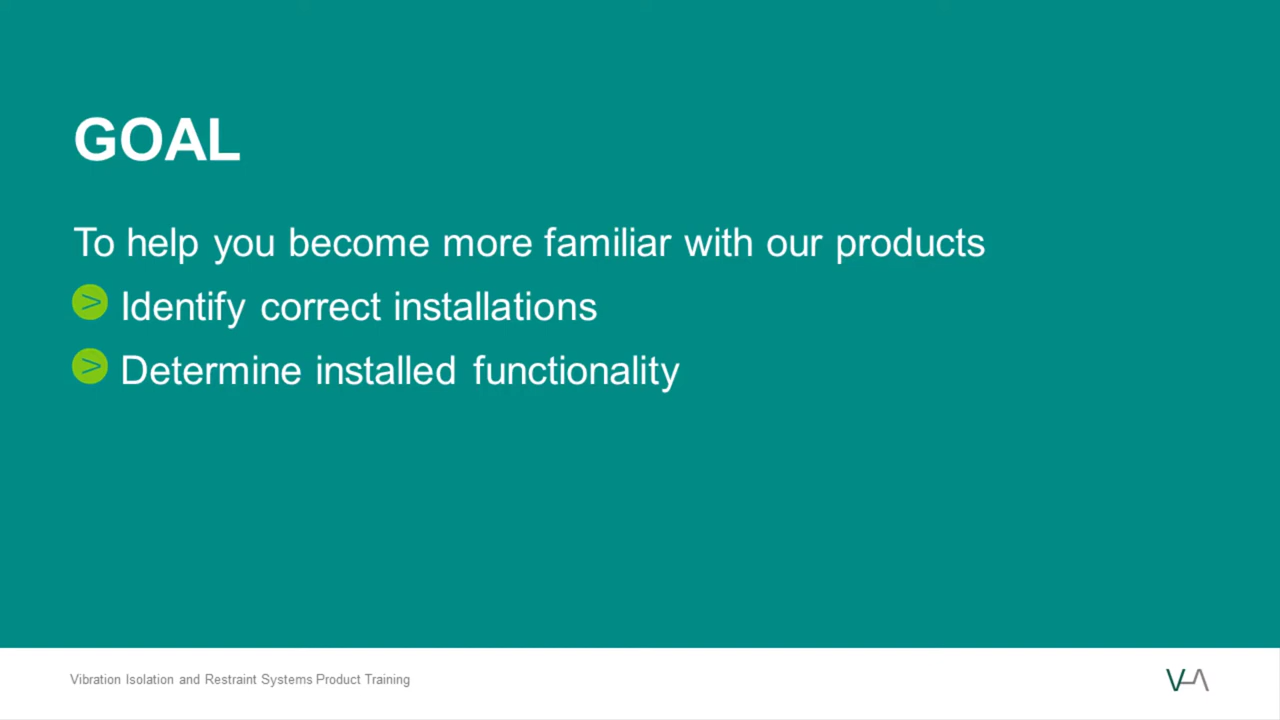 GOAL
To help you become more familiar with our products
> Identify correct installations
> Determine installed functionality
Vibration Isolation and Restraint Systems Product Training
VHA